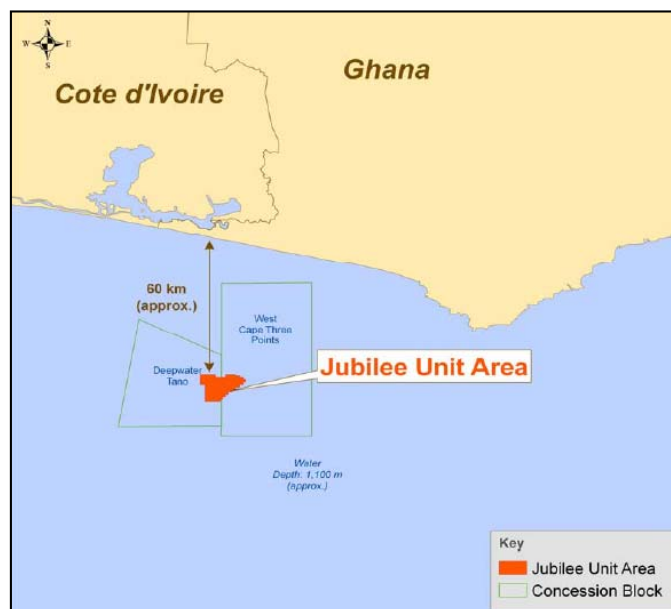 N
W E
S
Cote d'Ivoire
Ghana
60 km
(approx.)
West
Cape Three
Points
Deepwater
Tano
Jubilee Unit Area
Water
Depth: 1,100 m
(approx.)
Key
Jubilee Unit Area
Concession Block